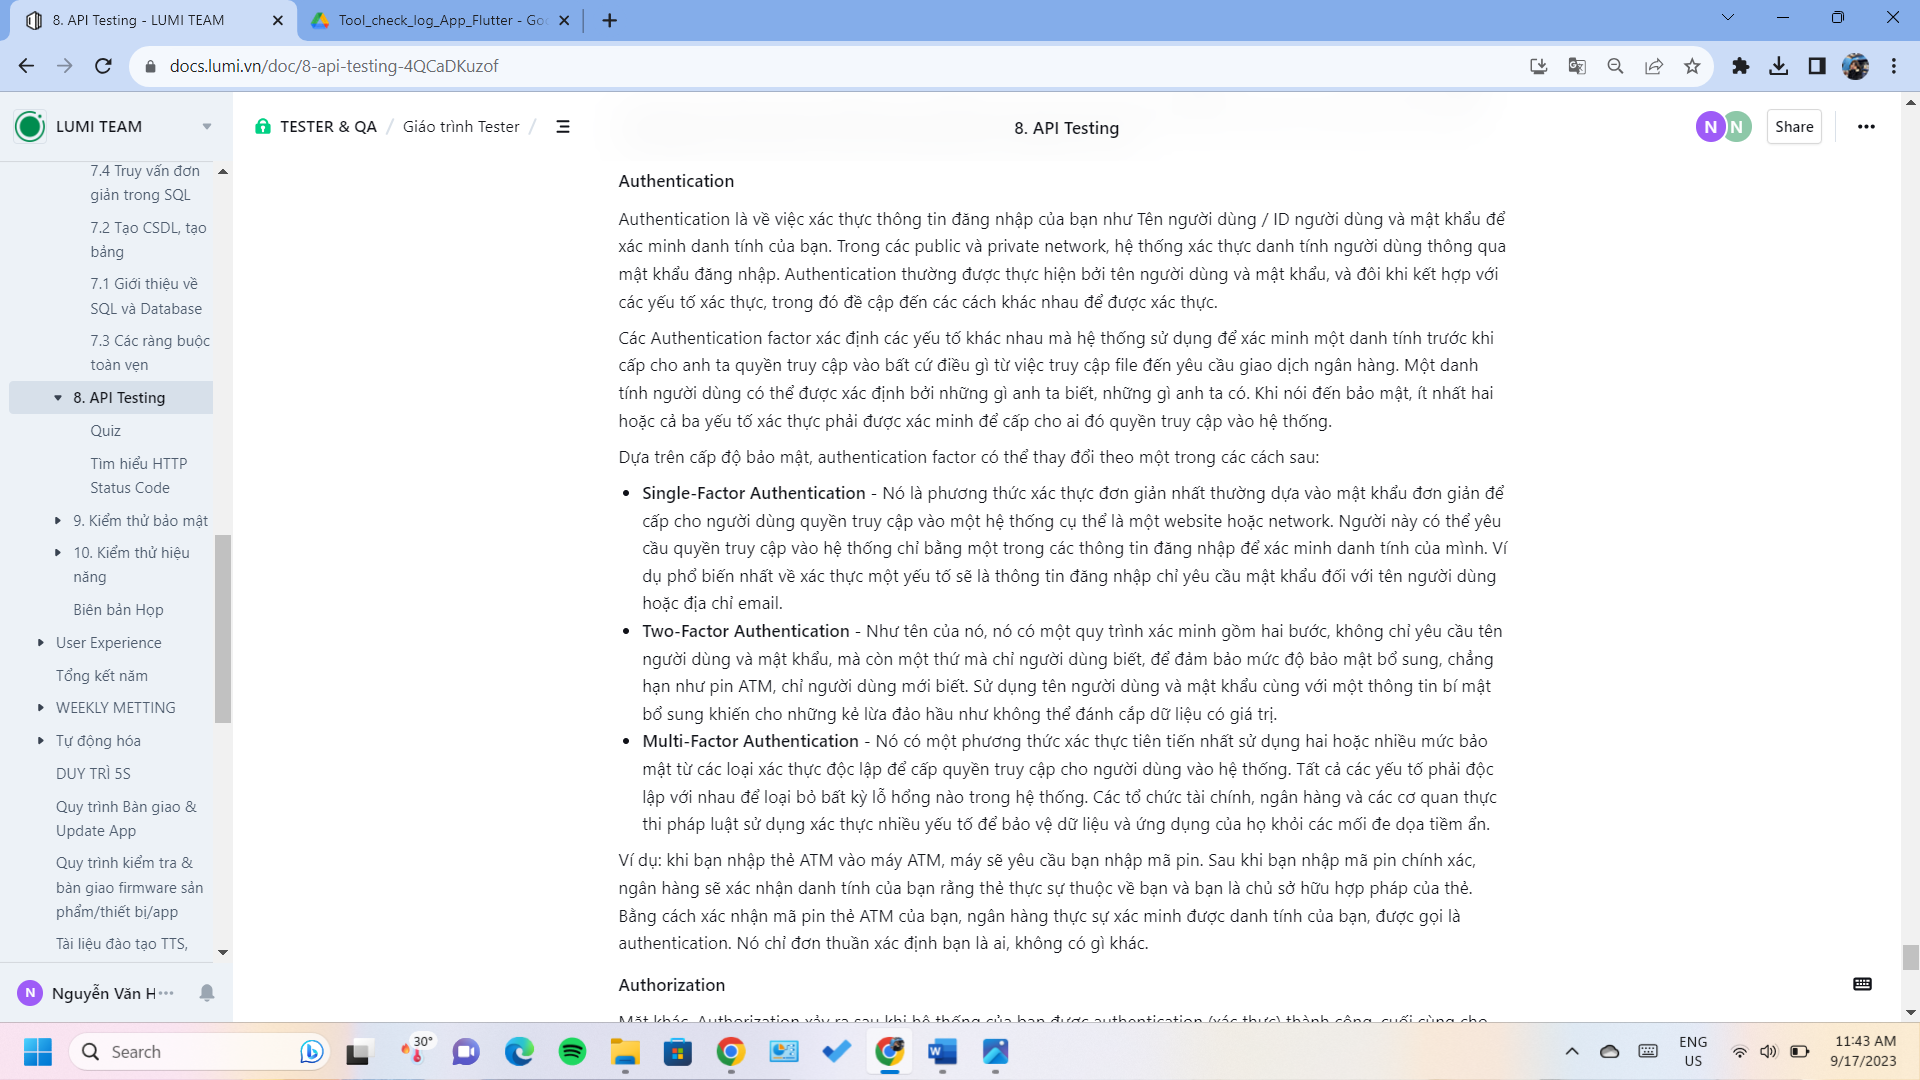 8. API Testing - LUMI TEAM
Tool_check_log_App_Flutter - Goo
docs.lumi.vn/doc/8-api-testing-4QCaDKuzof
LUMI TEAM
TESTER & QA / Giáo trình Tester /
8. API Testing
N
N
Share
7.4 Truy vấn đơn
giản trong SQL
7.2 Tạo CSDL, tạo
bảng
7.1 Giới thiệu về
SQL và Database
7.3 Các ràng buộc
toàn vẹn
8. API Testing
Quiz
Tìm hiểu HTTP
Status Code
9. Kiểm thử bảo mật
10. Kiểm thử hiệu
năng
Biên bản Họp
User Experience
Tổng kết năm
WEEKLY METTING
Tự động hóa
DUY TRÌ 5S
Quy trình Bàn giao &
Update App
Quy trình kiểm tra &
bàn giao firmware sản
phẩm/thiết bị/app
Tài liệu đào tạo TTS,
N
Nguyễn Văn H
Authentication
Authentication là về việc xác thực thông tin đăng nhập của bạn như Tên người dùng / ID người dùng và mật khẩu để
xác minh danh tính của bạn. Trong các public và private network, hệ thống xác thực danh tính người dùng thông qua
mật khẩu đăng nhập. Authentication thường được thực hiện bởi tên người dùng và mật khẩu, và đôi khi kết hợp với
các yếu tố xác thực, trong đó đề cập đến các cách khác nhau để được xác thực.
Các Authentication factor xác định các yếu tố khác nhau mà hệ thống sử dụng để xác minh một danh tính trước khi
cấp cho anh ta quyền truy cập vào bất cứ điều gì từ việc truy cập file đến yêu cầu giao dịch ngân hàng. Một danh
tính người dùng có thể được xác định bởi những gì anh ta biết, những gì anh ta có. Khi nói đến bảo mật, ít nhất hai
hoặc cả ba yếu tố xác thực phải được xác minh để cấp cho ai đó quyền truy cập vào hệ thống.
Dựa trên cấp độ bảo mật, authentication factor có thể thay đổi theo một trong các cách sau:
• Single-Factor Authentication - Nó là phương thức xác thực đơn giản nhất thường dựa vào mật khẩu đơn giản để
cấp cho người dùng quyền truy cập vào một hệ thống cụ thể là một website hoặc network. Người này có thể yêu
cầu quyền truy cập vào hệ thống chỉ bằng một trong các thông tin đăng nhập để xác minh danh tính của mình. Ví
dụ phổ biến nhất về xác thực một yếu tố sẽ là thông tin đăng nhập chỉ yêu cầu mật khẩu đối với tên người dùng
hoặc địa chỉ email.
• Two-Factor Authentication - Như tên của nó, nó có một quy trình xác minh gồm hai bước, không chỉ yêu cầu tên
người dùng và mật khẩu, mà còn một thứ mà chỉ người dùng biết, để đảm bảo mức độ bảo mật bổ sung, chẳng
hạn như pin ATM, chỉ người dùng mới biết. Sử dụng tên người dùng và mật khẩu cùng với một thông tin bí mật
bổ sung khiến cho những kẻ lừa đảo hầu như không thể đánh cắp dữ liệu có giá trị.
• Multi-Factor Authentication - Nó có một phương thức xác thực tiên tiến nhất sử dụng hai hoặc nhiều mức bảo
mật từ các loại xác thực độc lập để cấp quyền truy cập cho người dùng vào hệ thống. Tất cả các yếu tố phải độc
lập với nhau để loại bỏ bất kỳ lỗ hổng nào trong hệ thống. Các tổ chức tài chính, ngân hàng và các cơ quan thực
thi pháp luật sử dụng xác thực nhiều yếu tố để bảo vệ dữ liệu và ứng dụng của họ khỏi các mối đe dọa tiềm ẩn.
Ví dụ: khi bạn nhập thẻ ATM vào máy ATM, máy sẽ yêu cầu bạn nhập mã pin. Sau khi bạn nhập mã pin chính xác,
ngân hàng sẽ xác nhận danh tính của bạn rằng thẻ thực sự thuộc về bạn và bạn là chủ sở hữu hợp pháp của thẻ.
Bằng cách xác nhận mã pin thẻ ATM của bạn, ngân hàng thực sự xác minh được danh tính của bạn, được gọi là
authentication. Nó chỉ đơn thuần xác định bạn là ai, không có gì khác.
Authorization
Mặt khác, Authorization xảy ra sau khi hệ thống của bạn được authentication (xác thực) thành công, cuối cùng cho
Search
30°
ENG
US
11:43 AM
9/17/2023